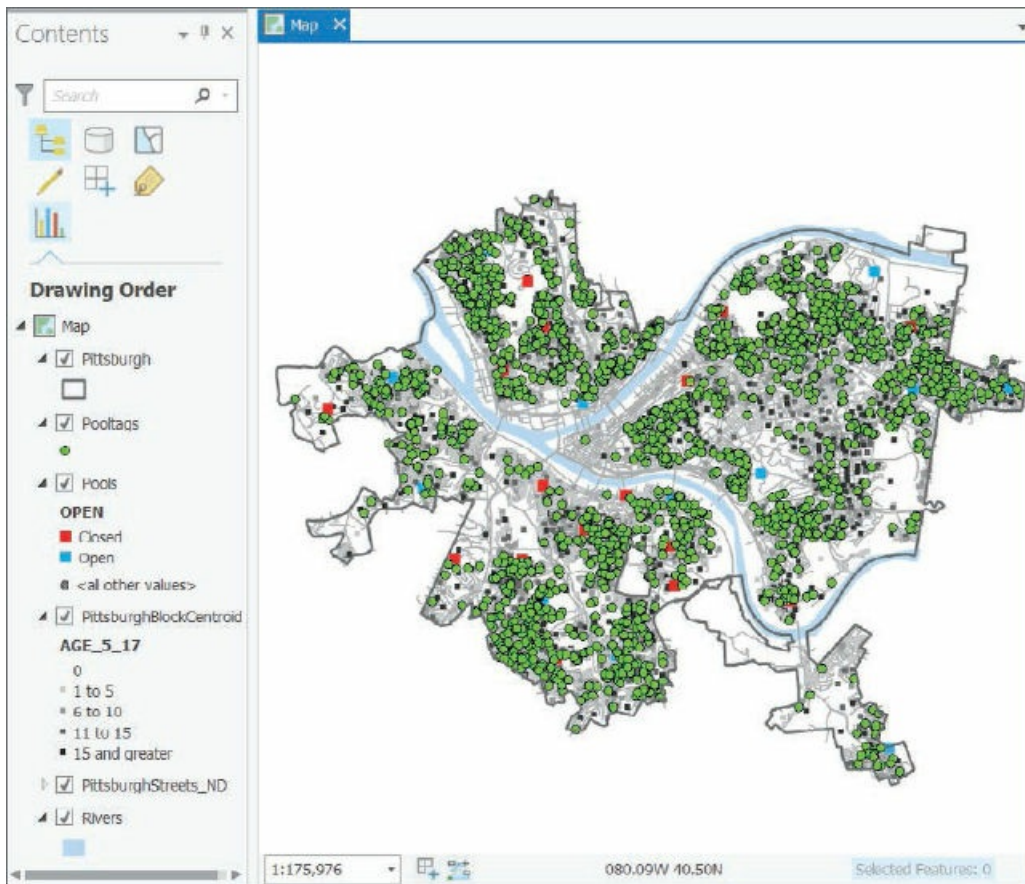 Contents
Search
Drawing Order
Map
Pittsburgh
Pooltags
Pools
OPEN
Closed
Open
<all other values>
PittsburghBlockCentroid
AGE_5_17
0
1 to 5
6 to 10
11 to 15
15 and greater
PittsburghStreets_ND
Rivers
Map
1:175,976
080.09W 40.50N
Selected Features: 0